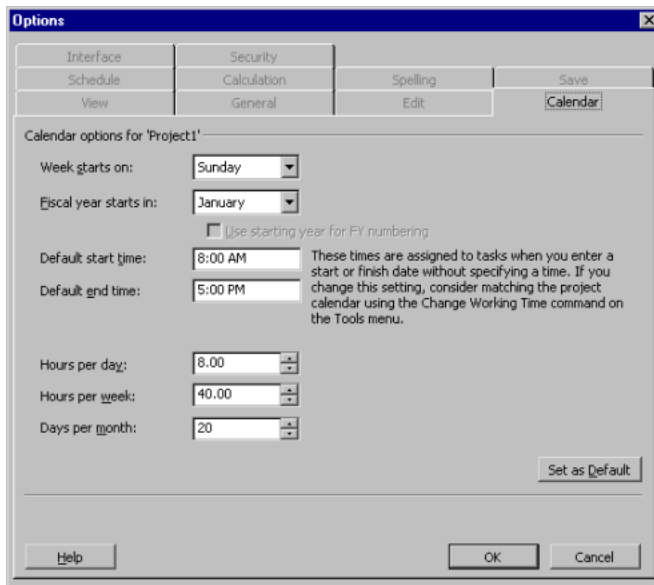 Options
Interface
Security
Schedule
Calculation
Spelling
Save
View
General
Edit
Calendar
Calendar options for 'Project1'
Week starts on:
Sunday
Fiscal year starts in:
January
Use starting year for FY numbering
Default start time:
8:00 AM
Default end time:
5:00 PM
These times are assigned to tasks when you enter a
start or finish date without specifying a time. If you
change this setting, consider matching the project
calendar using the Change Working Time command on
the Tools menu.
Hours per day:
8.00
Hours per week:
40.00
Days per month:
20
Set as Default
Help
OK
Cancel